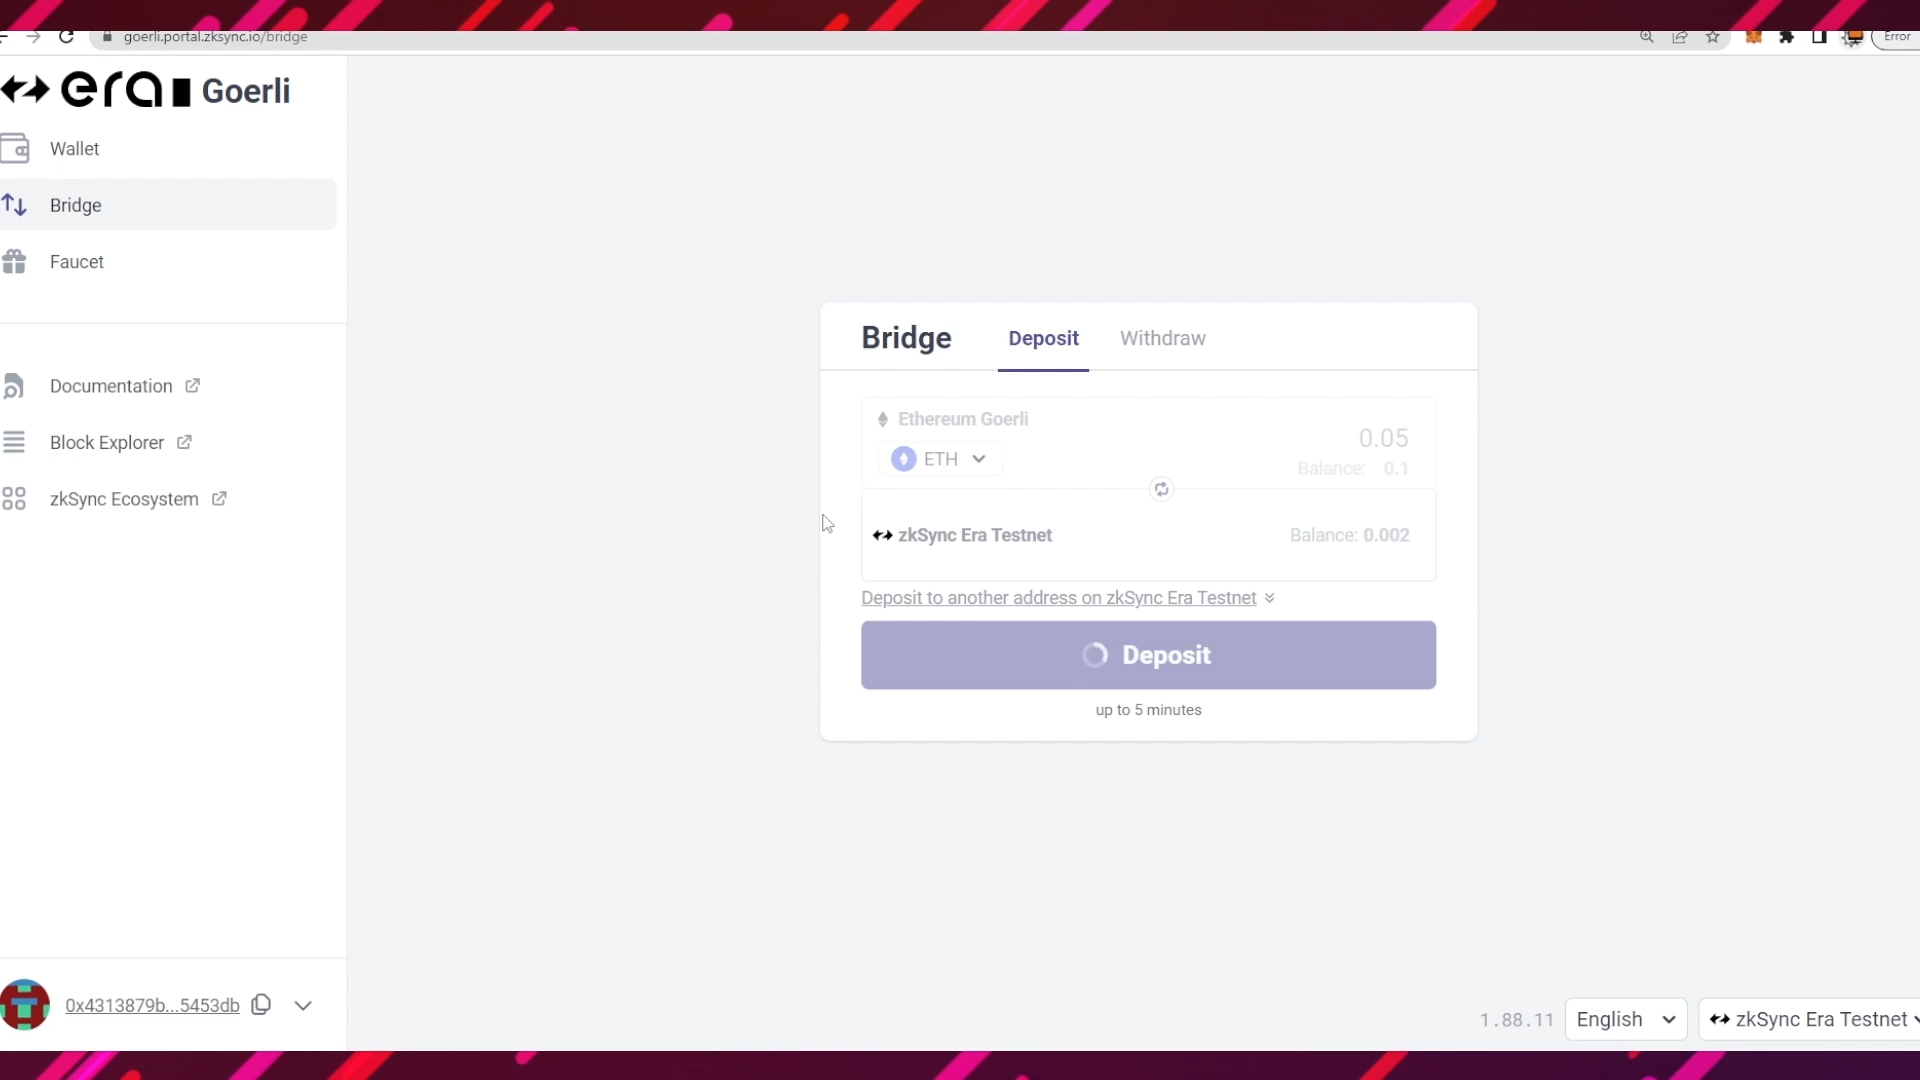 goerli.portal.zksync.io/bridge
Error
era Goerli
Wallet
Bridge
Faucet
Documentation
Block Explorer
zkSync Ecosystem
Bridge Deposit Withdraw
Ethereum Goerli
0.05
ETH
Balance: 0.1
zkSync Era Testnet Balance: 0.002
Deposit to another address on zkSync Era Testnet
Deposit
up to 5 minutes
0x4313879b...5453db
1.88.11 English zkSync Era Testnet